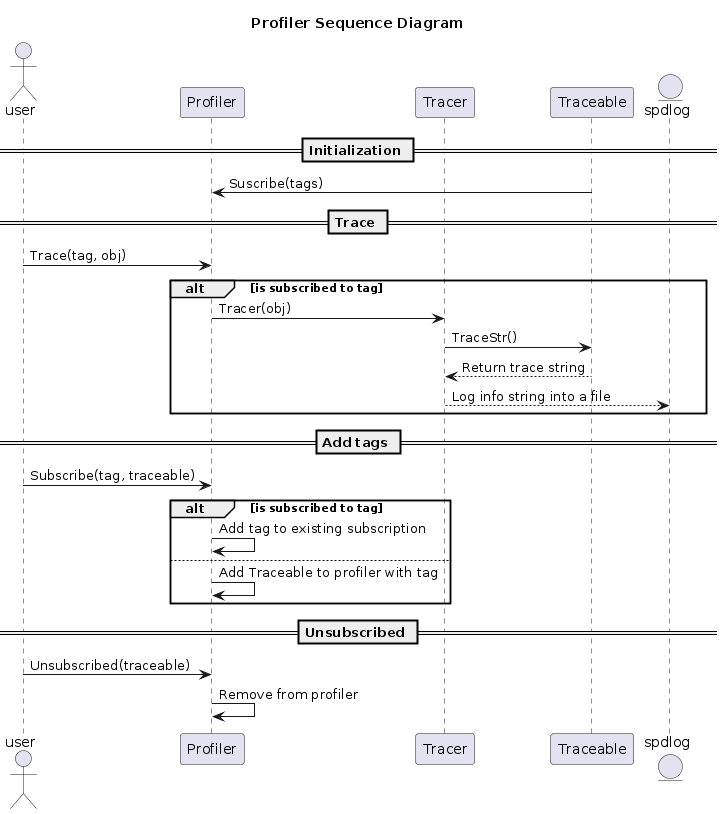 Profiler Sequence Diagram
user
Profiler
Tracer
Traceable
spdlog
Initialization
Suscribe(tags)
Trace
Trace(tag, obj)
alt [is subscribed to tag]
Tracer(obj)
TraceStr()
Return trace string
Log info string into a file
Add tags
Subscribe(tag, traceable)
alt [is subscribed to tag]
Add tag to existing subscription
Add Traceable to profiler with tag
Unsubscribed
Unsubscribed(traceable)
Remove from profiler
user
Profiler
Tracer
Traceable
spdlog